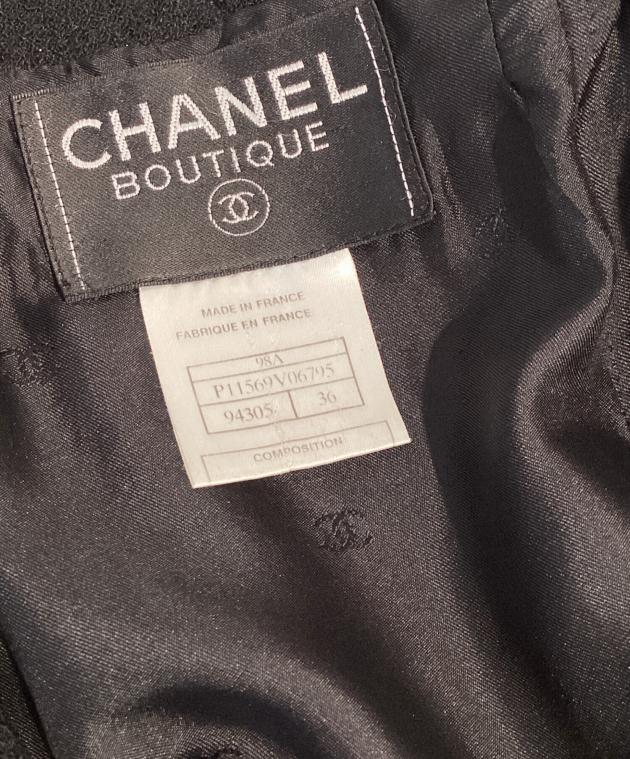 CHANEL
BOUTIQUE
MADE IN FRANCE
FABRIQUE EN FRANCE
98A
P11569V06795
94305 36
COMPOSITION